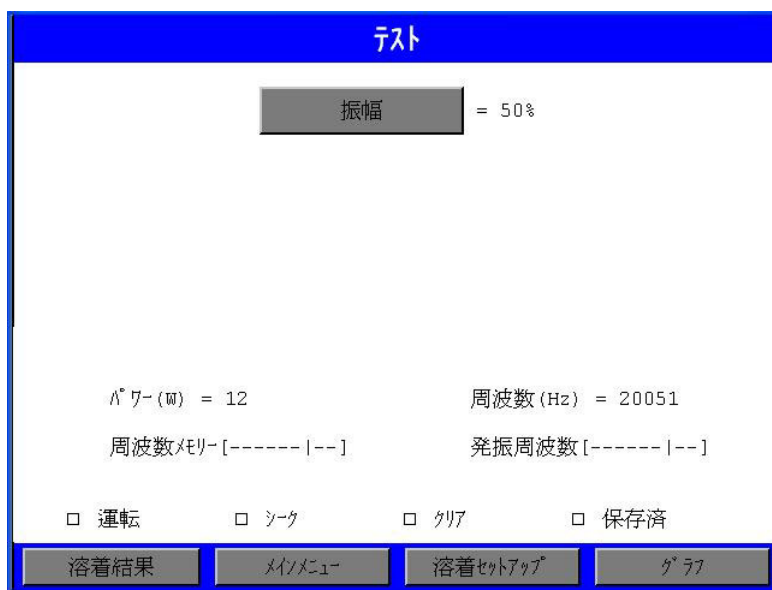 テスト
振幅 = 50%
ﾊﾟﾜｰ(W) = 12 周波数(Hz) = 20051
周波数ﾒﾓﾘｰ[------|--] 発振周波数[------|--]
□ 運転 □ ｼｰｸ □ ｸﾘｱ □ 保存済
溶着結果 ﾒｲﾝﾒﾆｭｰ 溶着ｾｯﾄｱｯﾌﾟ ｸﾞﾗﾌ